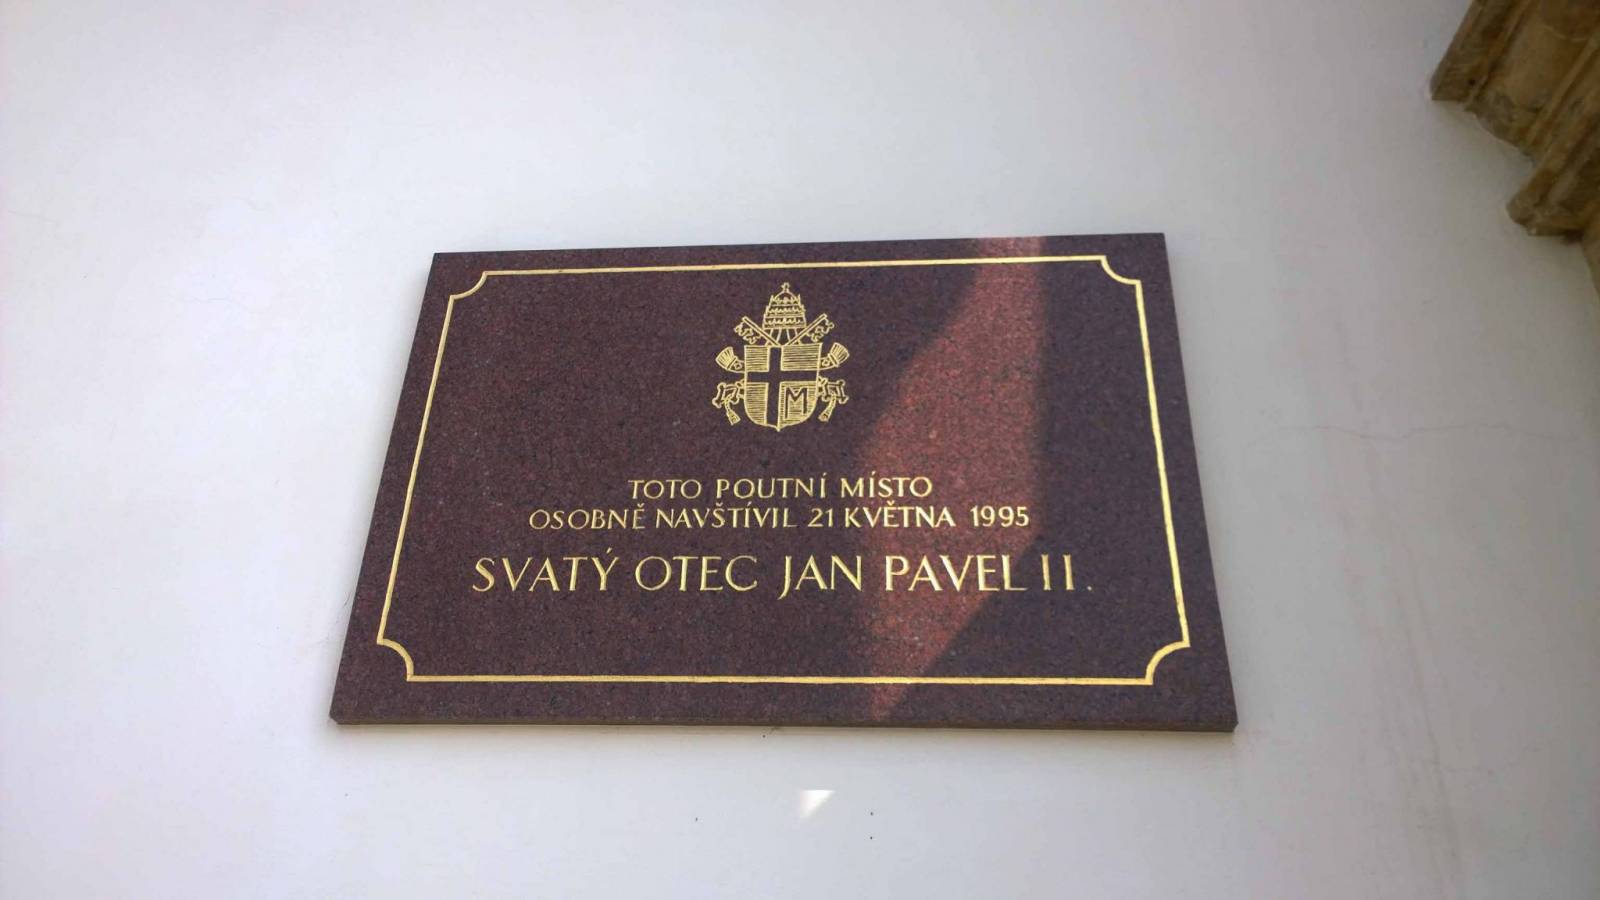 M
TOTO POUTNÍ MÍSTO
OSOBNĚ NAVŠTÍVIL 21 KVĚTNA 1995
SVATÝ OTEC JAN PAVEL II.